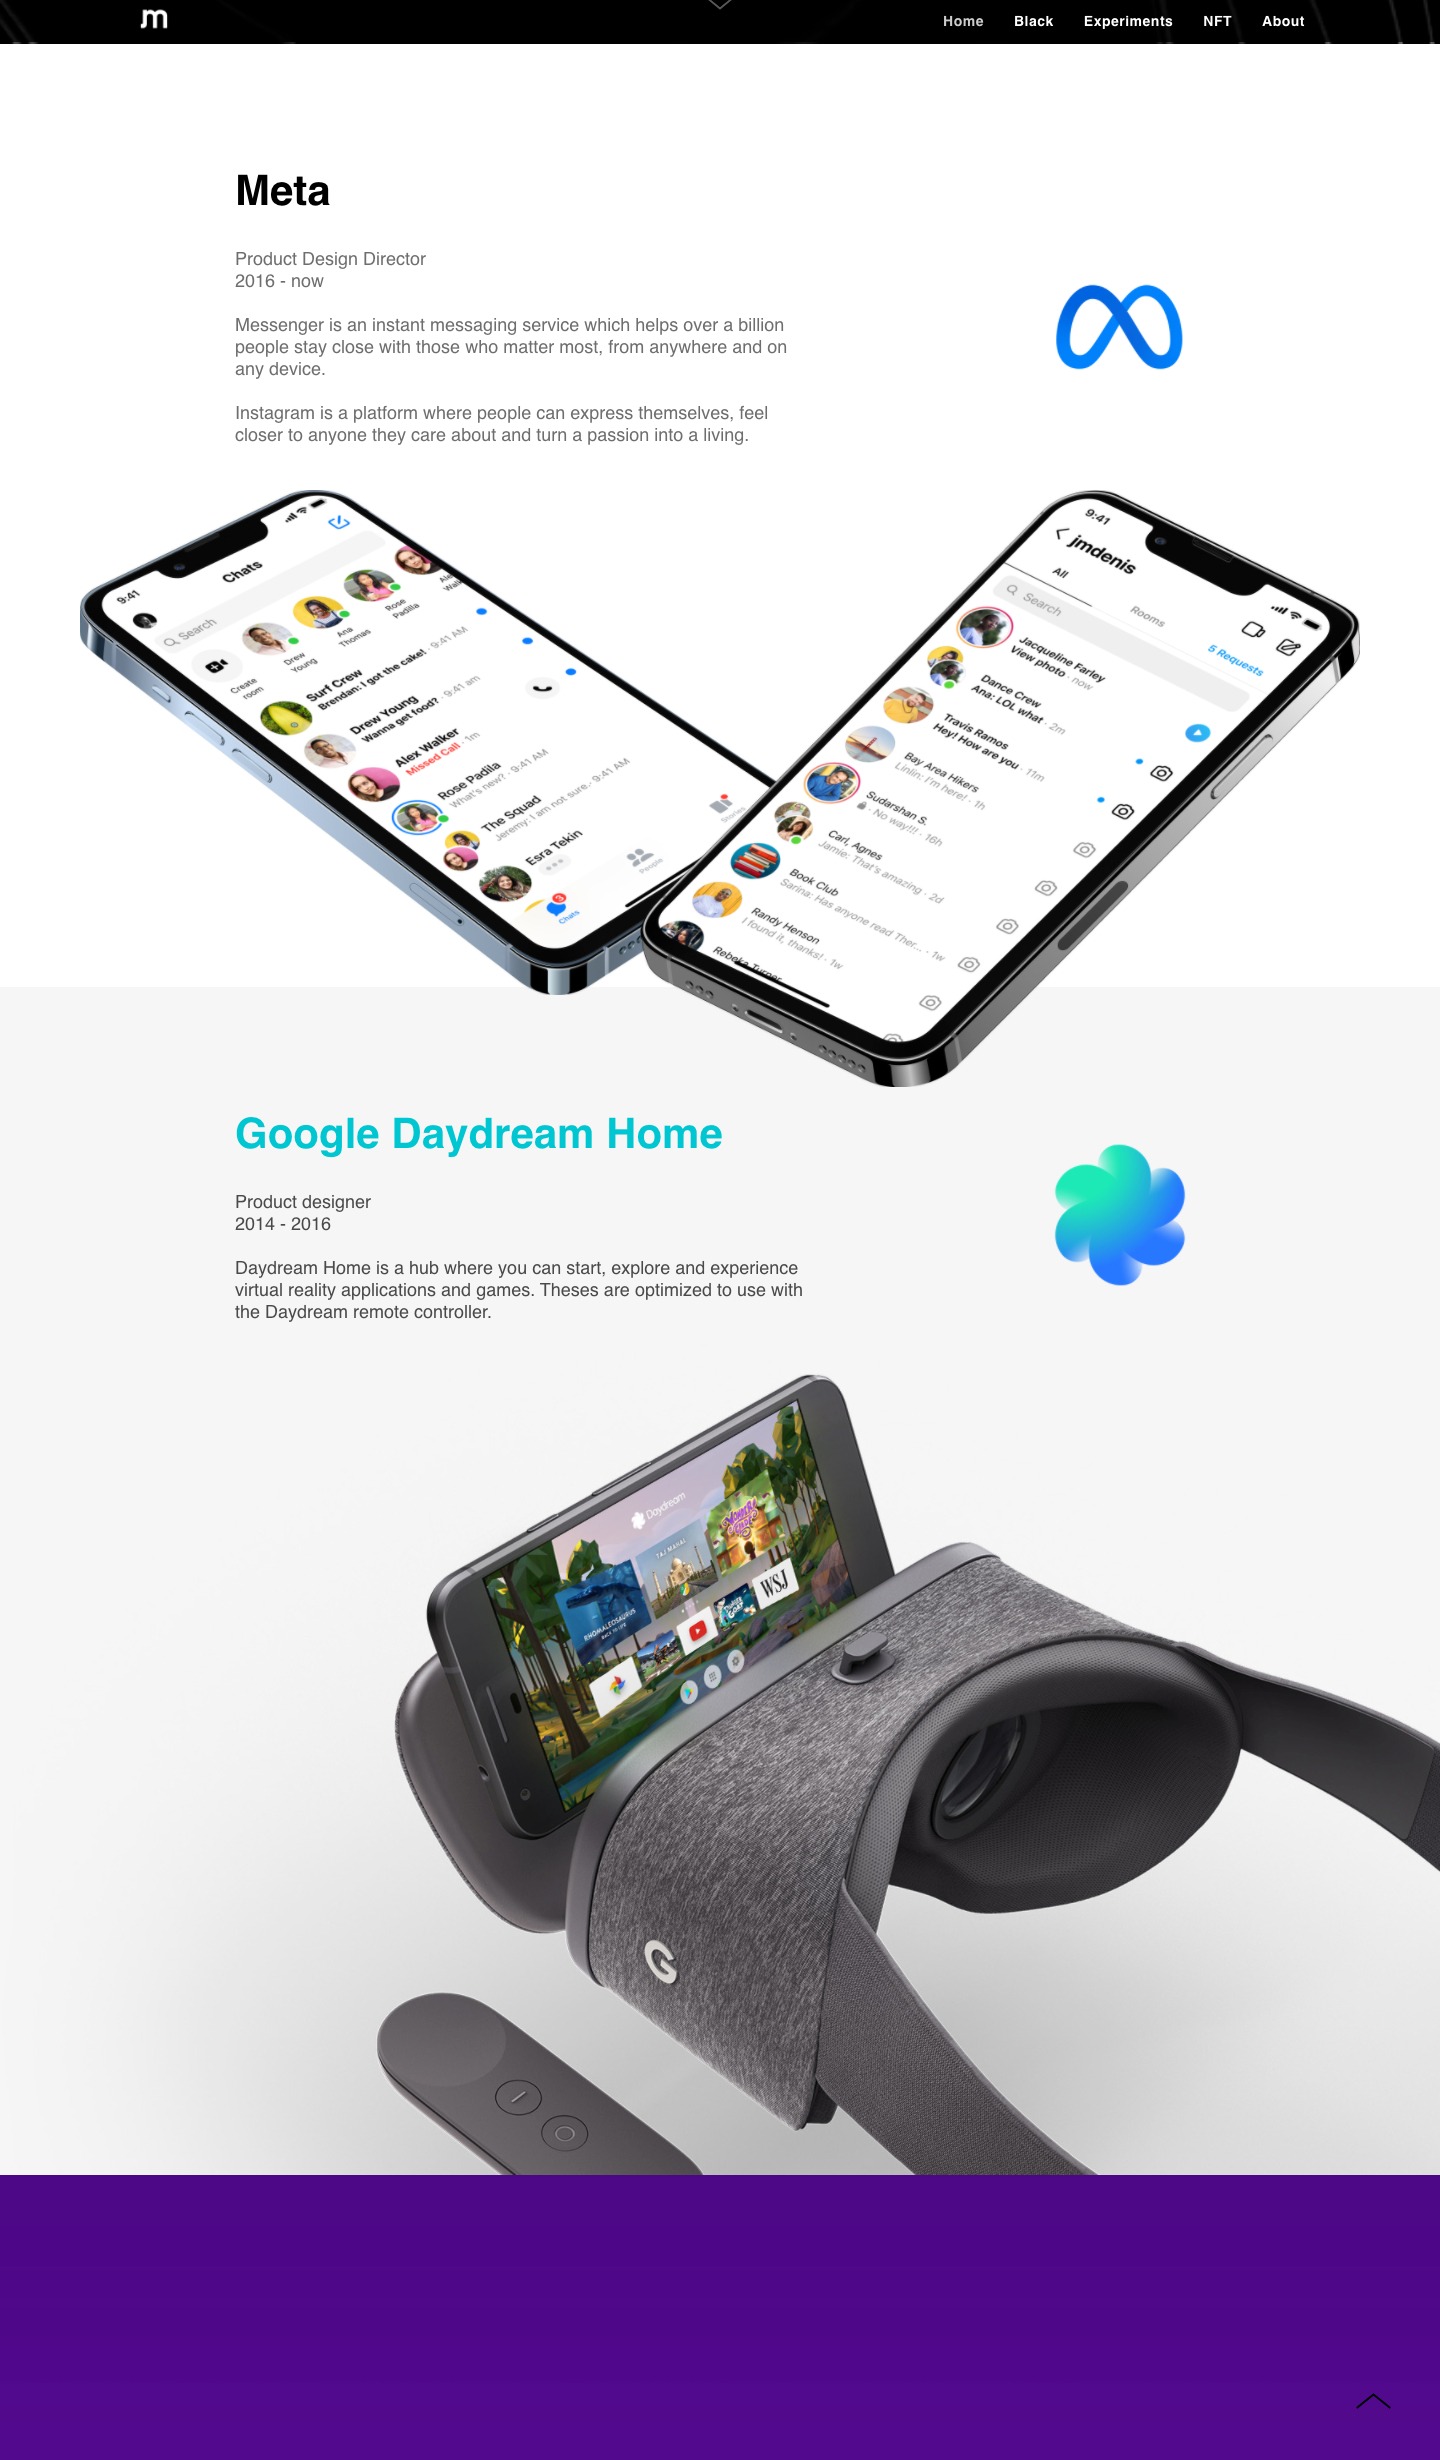 Jm
Home Black Experiments NFT About
Meta
Product Design Director
2016 - now
Messenger is an instant messaging service which helps over a billion
people stay close with those who matter most, from anywhere and on
any device.
Instagram is a platform where people can express themselves, feel
closer to anyone they care about and turn a passion into a living.
9:41
Chats
Search
Create room
Drew Young
Ana Thomas
Rose Padilla
Surf Crew
Brendan: I got the cake! · 9:41 AM
Drew Young
Wanna get food? · 9:41 am
Alex Walker
Missed Call · 1m
Rose Padilla
What's new? · 9:41 AM
The Squad
Jeremy: I am not sure. · 9:41 AM
Esra Tekin
3
Chats
People
Stories
9:41
jmdenis
All
Rooms
5 Requests
Search
Jacqueline Farley
View photo · now
Dance Crew
Ana: LOL what · 2m
Travis Ramos
Hey! How are you · 11m
Bay Area Hikers
Linlin: I'm here! · 1h
Sudarshan S.
· No way!!! · 16h
Carl, Agnes
Jamie: That's amazing · 2d
Book Club
Sarina: Has anyone read Ther... · 1w
Randy Henson
I found it, thanks! · 1w
Rebeka Turner
Google Daydream Home
Product designer
2014 - 2016
Daydream Home is a hub where you can start, explore and experience
virtual reality applications and games. Theses are optimized to use with
the Daydream remote controller.
Daydream
TAJ MAHAL
RHOMALEOSAURUS
BACK TO LIFE
WSJ
G